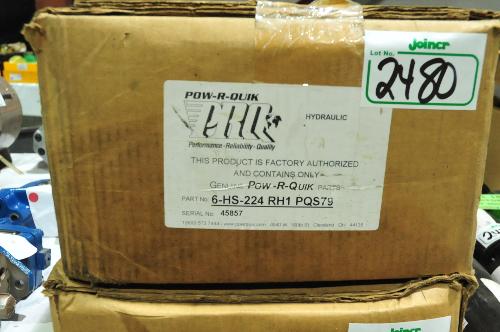 Joiner
Lot No.
2480
POW-R-QUIK
PRQ
HYDRAULIC
Performance - Reliability - Quality
THIS PRODUCT IS FACTORY AUTHORIZED
AND CONTAINS ONLY
GENUINE POW-R-QUIK PARTS
PART No. 6-HS-224 RH1 PQS79
SERIAL No. 45857
Cleveland